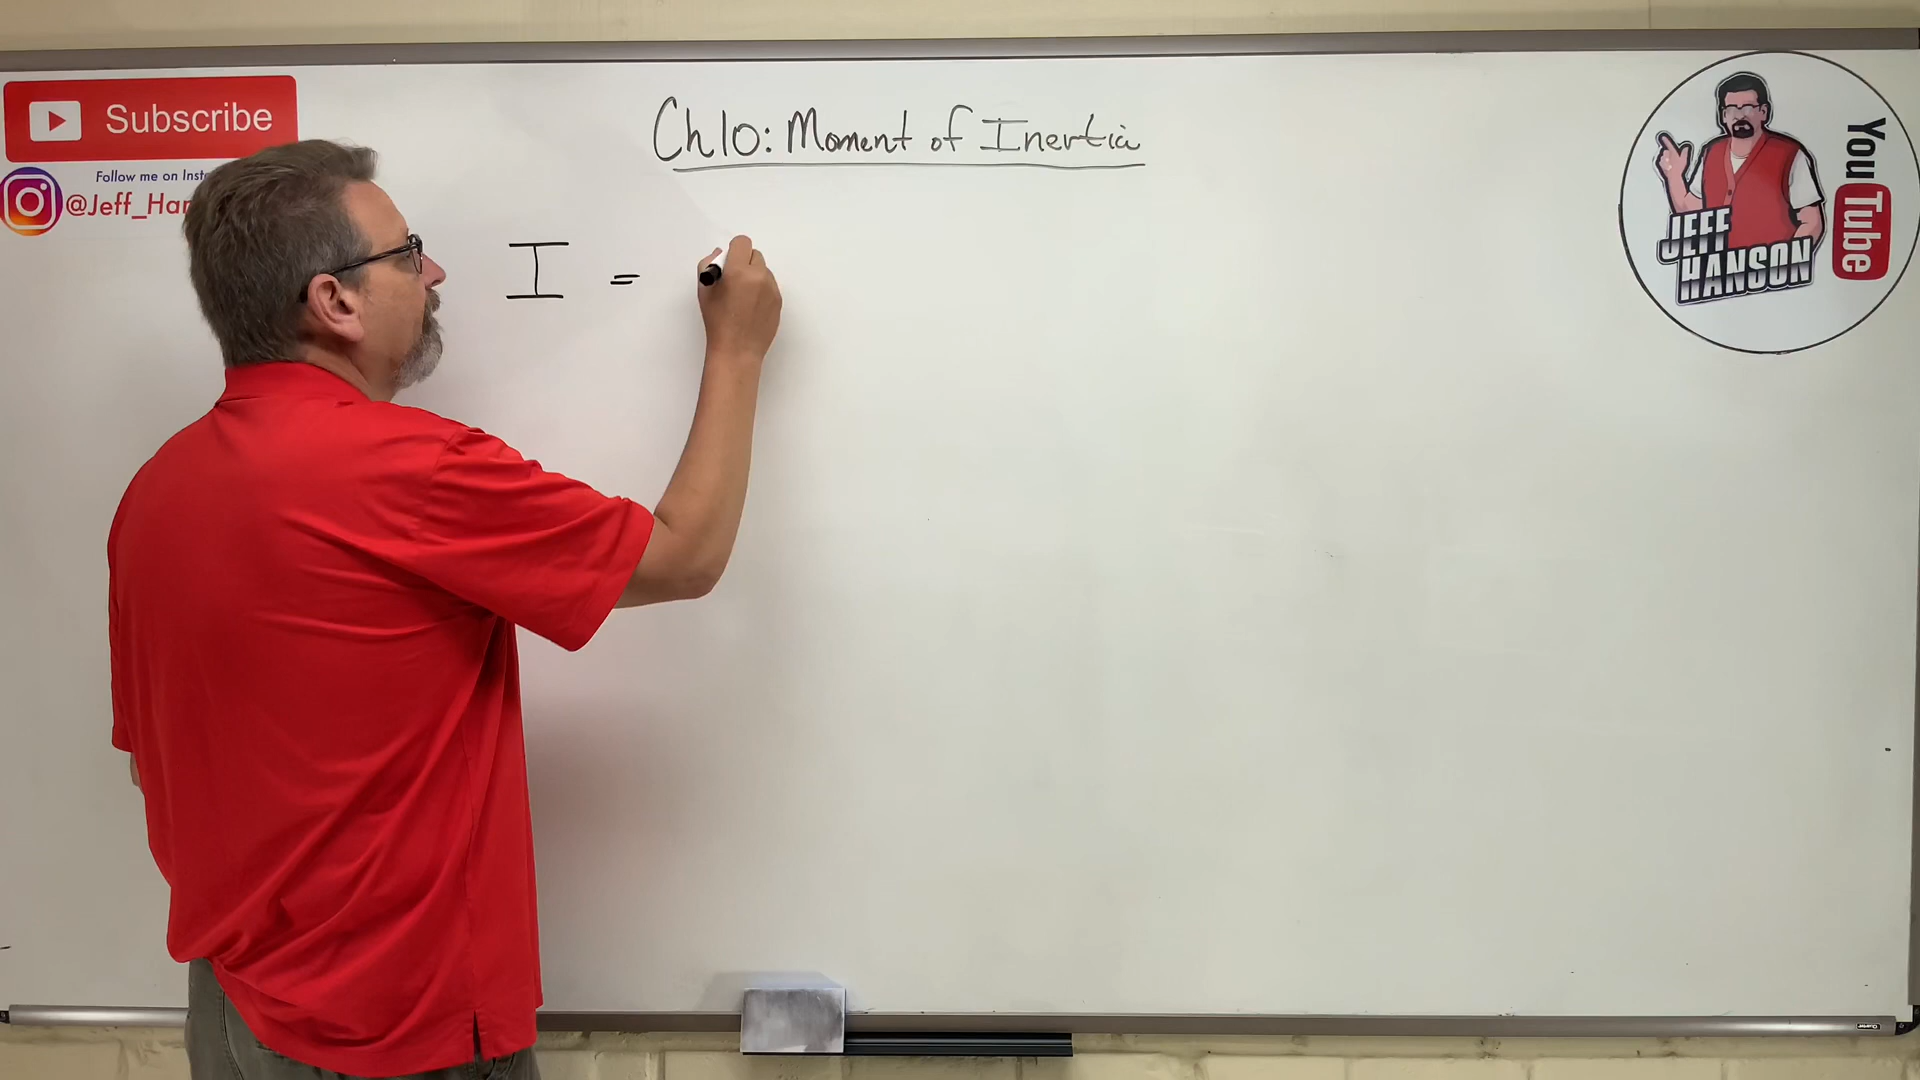 Subscribe
Follow me on Inst
@Jeff_Har
Ch10: Moment of Inertia
I =
JEFF
HANSON
YouTube